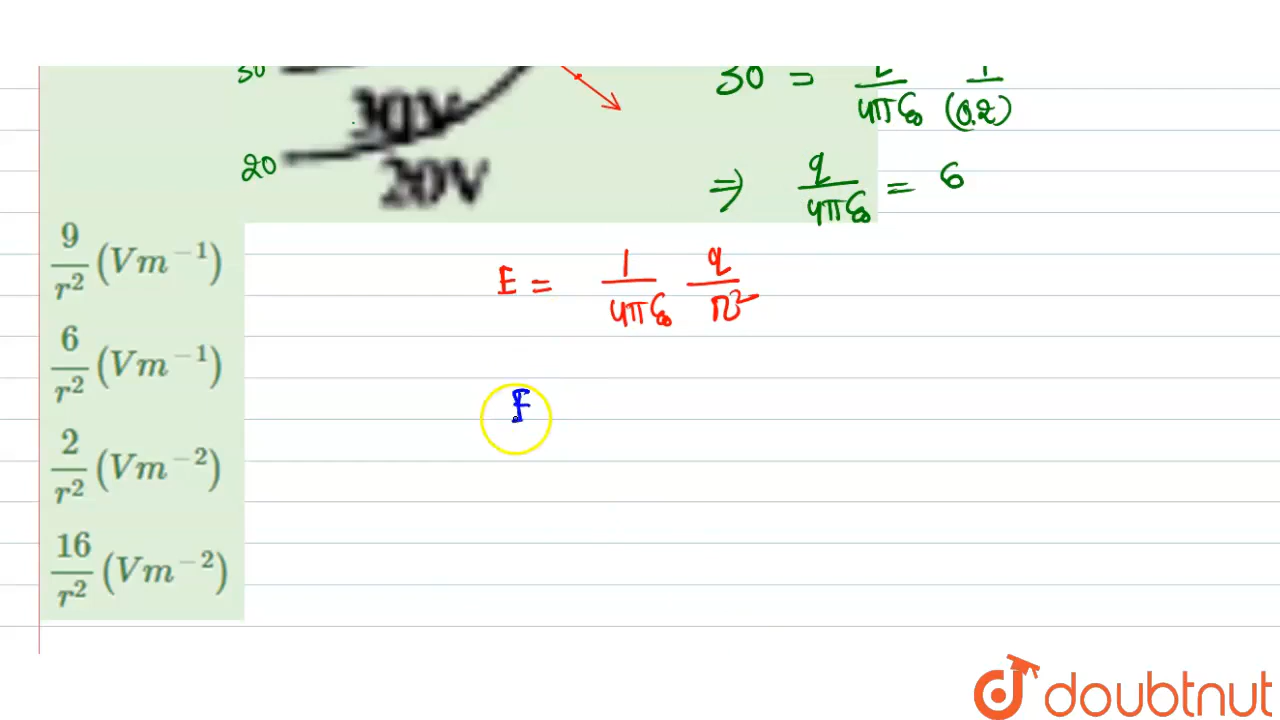 30V
20
20V
30 = 1/(0.2)
4πε₀
⇒ q/4πε₀ = 6
9/r² (Vm⁻¹)
E = 1/4πε₀ q/r²
6/r² (Vm⁻¹)
E
2/r² (Vm⁻²)
16/r² (Vm⁻²)
doubtnut